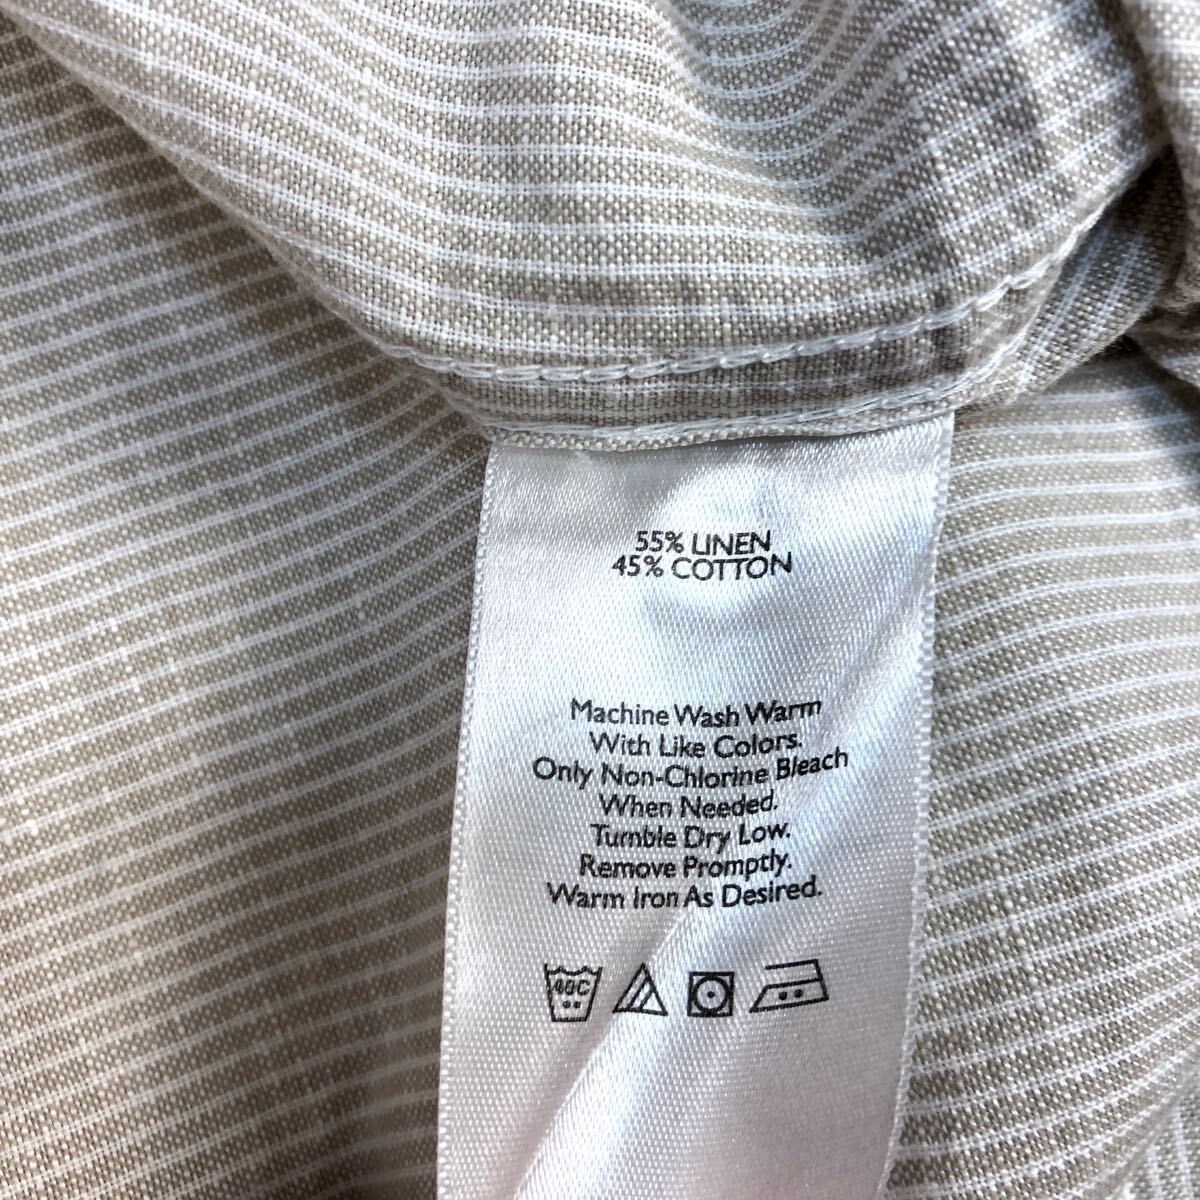 55% LINEN
45% COTTON
Machine Wash Warm
With Like Colors.
Only Non-Chlorine Bleach
When Needed.
Tumble Dry Low.
Remove Promptly.
Warm Iron As Desired.
40C